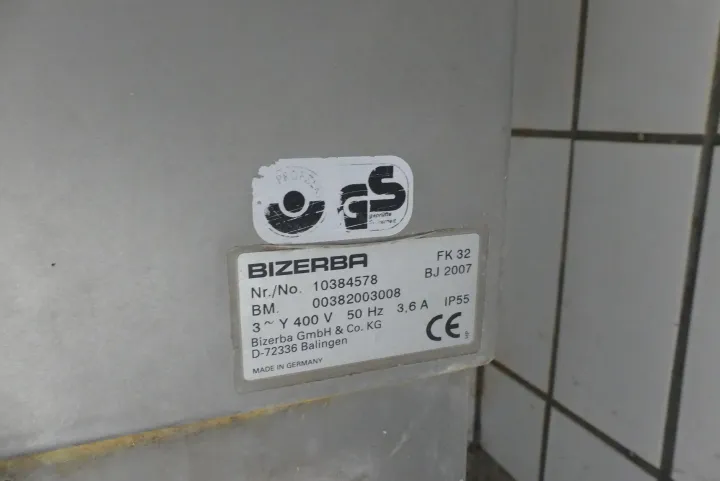 GS
geprüfte
BIZERBA FK 32
Nr./No. 10384578 BJ 2007
BM. 00382003008
3~ Y 400 V 50 Hz 3,6 A IP55
Bizerba GmbH & Co. KG
D-72336 Balingen
CE
MADE IN GERMANY